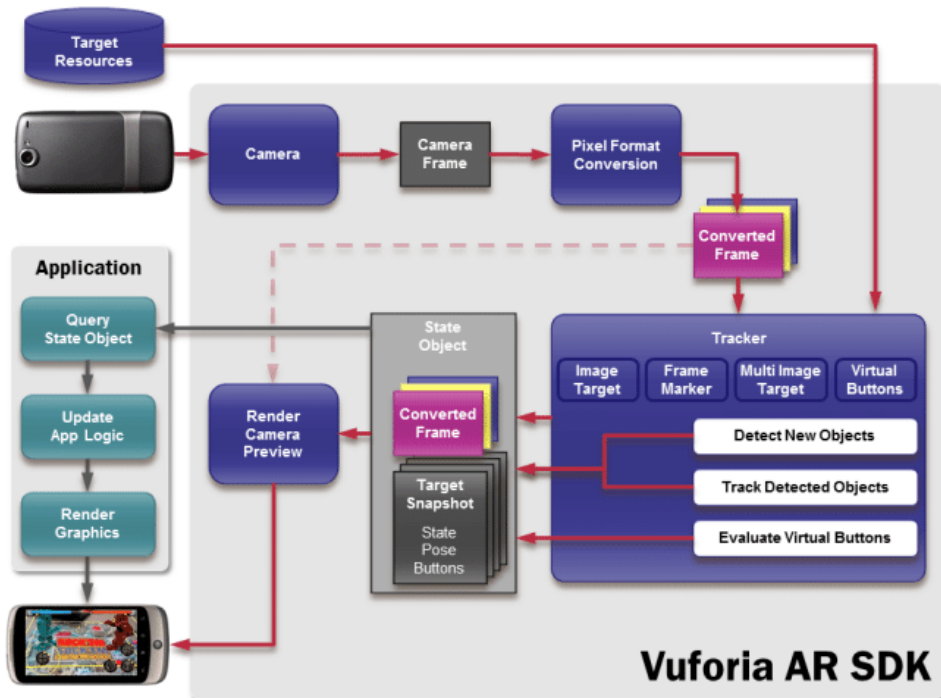 Target
Resources
Camera
Camera
Frame
Pixel Format
Conversion
Converted
Frame
Application
Query
State Object
Update
App Logic
Render
Graphics
State
Object
Converted
Frame
Target
Snapshot
State
Pose
Buttons
Render
Camera
Preview
Tracker
Image
Target
Frame
Marker
Multi Image
Target
Virtual
Buttons
Detect New Objects
Track Detected Objects
Evaluate Virtual Buttons
Vuforia AR SDK